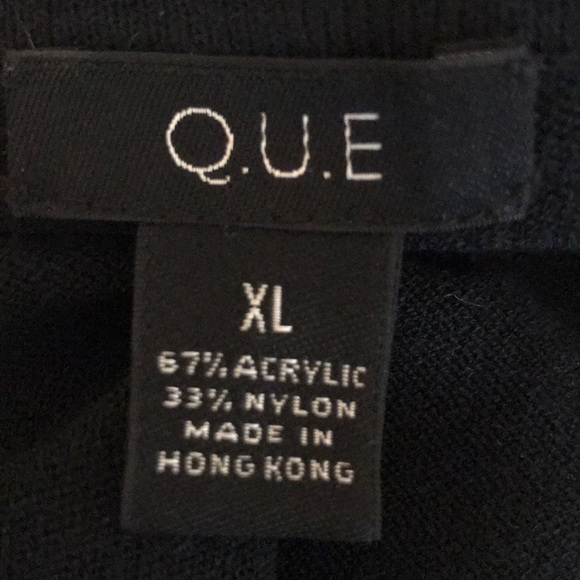 Q.U.E
XL
67% ACRYLIC
33% NYLON
MADE IN
HONG KONG